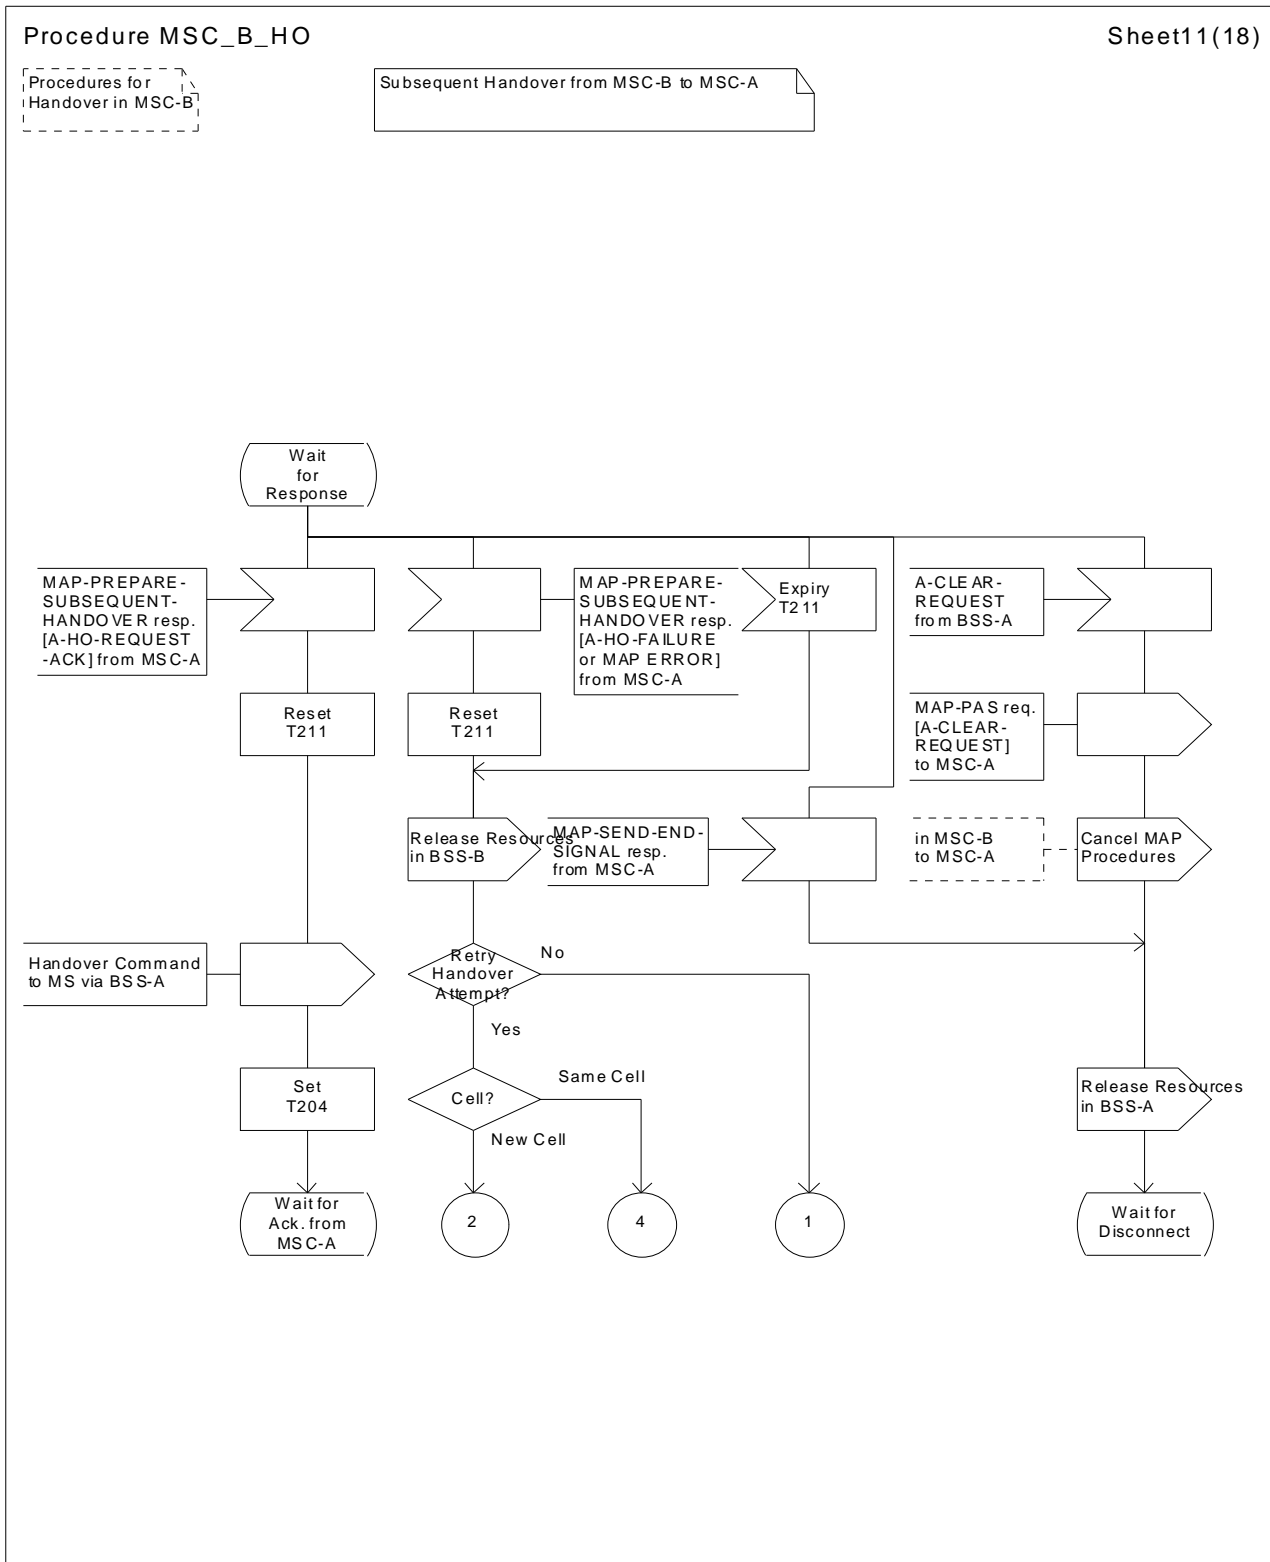 Procedure MSC_B_HO
Sheet11(18)
Procedures for
Handover in MSC-B
Subsequent Handover from MSC-B to MSC-A
Wait
for
Response
MAP-PREPARE-
SUBSEQUENT-
HANDOVER resp.
[A-HO-REQUEST
-ACK] from MSC-A
MAP-PREPARE-
SUBSEQUENT-
HANDOVER resp.
[A-HO-FAILURE
or MAP ERROR]
from MSC-A
Expiry
T211
A-CLEAR-
REQUEST
from BSS-A
Reset
T211
Reset
T211
MAP-PAS req.
[A-CLEAR-
REQUEST]
to MSC-A
Release Resources
in BSS-B
MAP-SEND-END-
SIGNAL resp.
from MSC-A
in MSC-B
to MSC-A
Cancel MAP
Procedures
Handover Command
to MS via BSS-A
Retry
Handover
Attempt?
No
Yes
Set
T204
Cell?
Same Cell
New Cell
Release Resources
in BSS-A
Wait for
Ack. from
MSC-A
2
4
1
Wait for
Disconnect